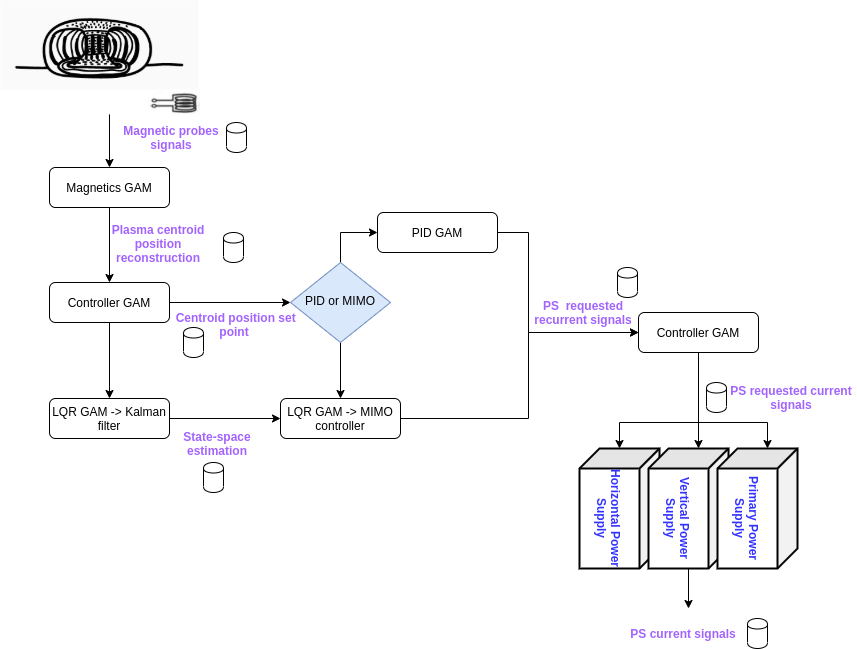 Magnetic probes
signals
Magnetics GAM
Plasma centroid
position
reconstruction
PID GAM
Controller GAM
PID or MIMO
Centroid position set
point
PS  requested
recurrent signals
Controller GAM
LQR GAM -> Kalman
filter
State-space
estimation
LQR GAM -> MIMO
controller
PS requested current
signals
Horizontal Power
Supply
Vertical Power
Supply
Primary Power
Supply
PS current signals